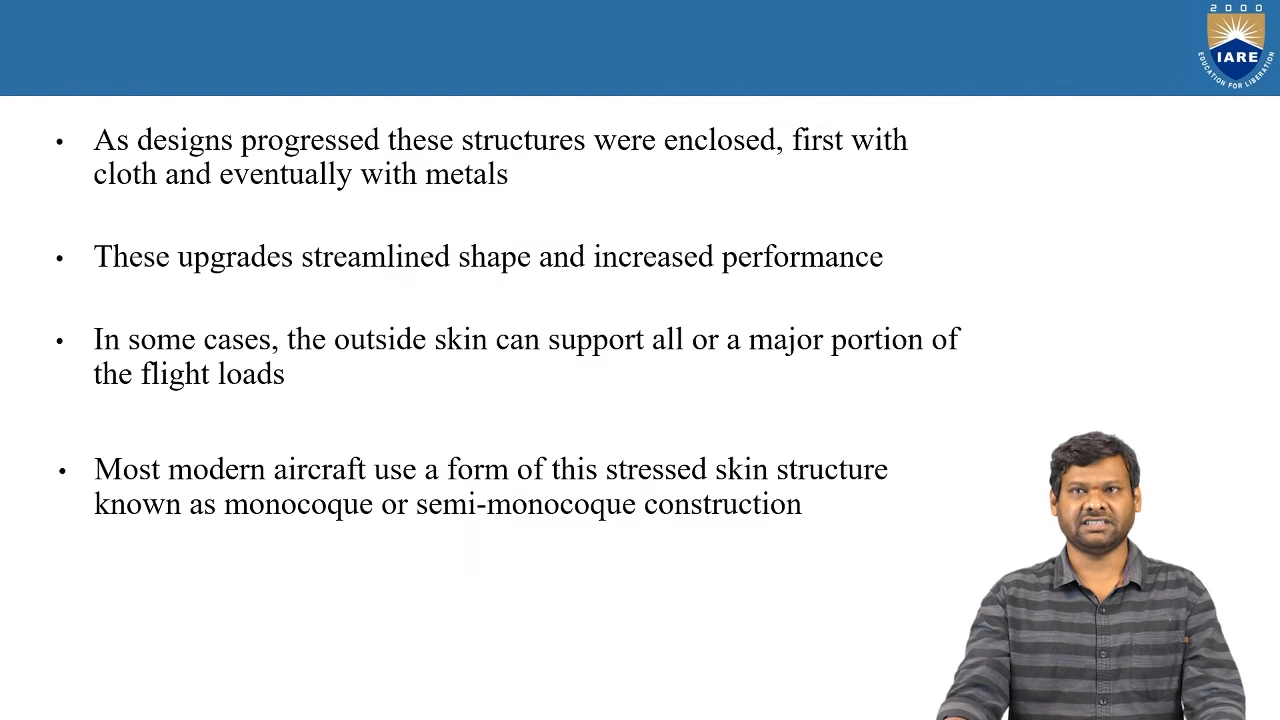 2000
IARE
EDUCATION FOR LIBERATION
• As designs progressed these structures were enclosed, first with
cloth and eventually with metals
• These upgrades streamlined shape and increased performance
• In some cases, the outside skin can support all or a major portion of
the flight loads
• Most modern aircraft use a form of this stressed skin structure
known as monocoque or semi-monocoque construction